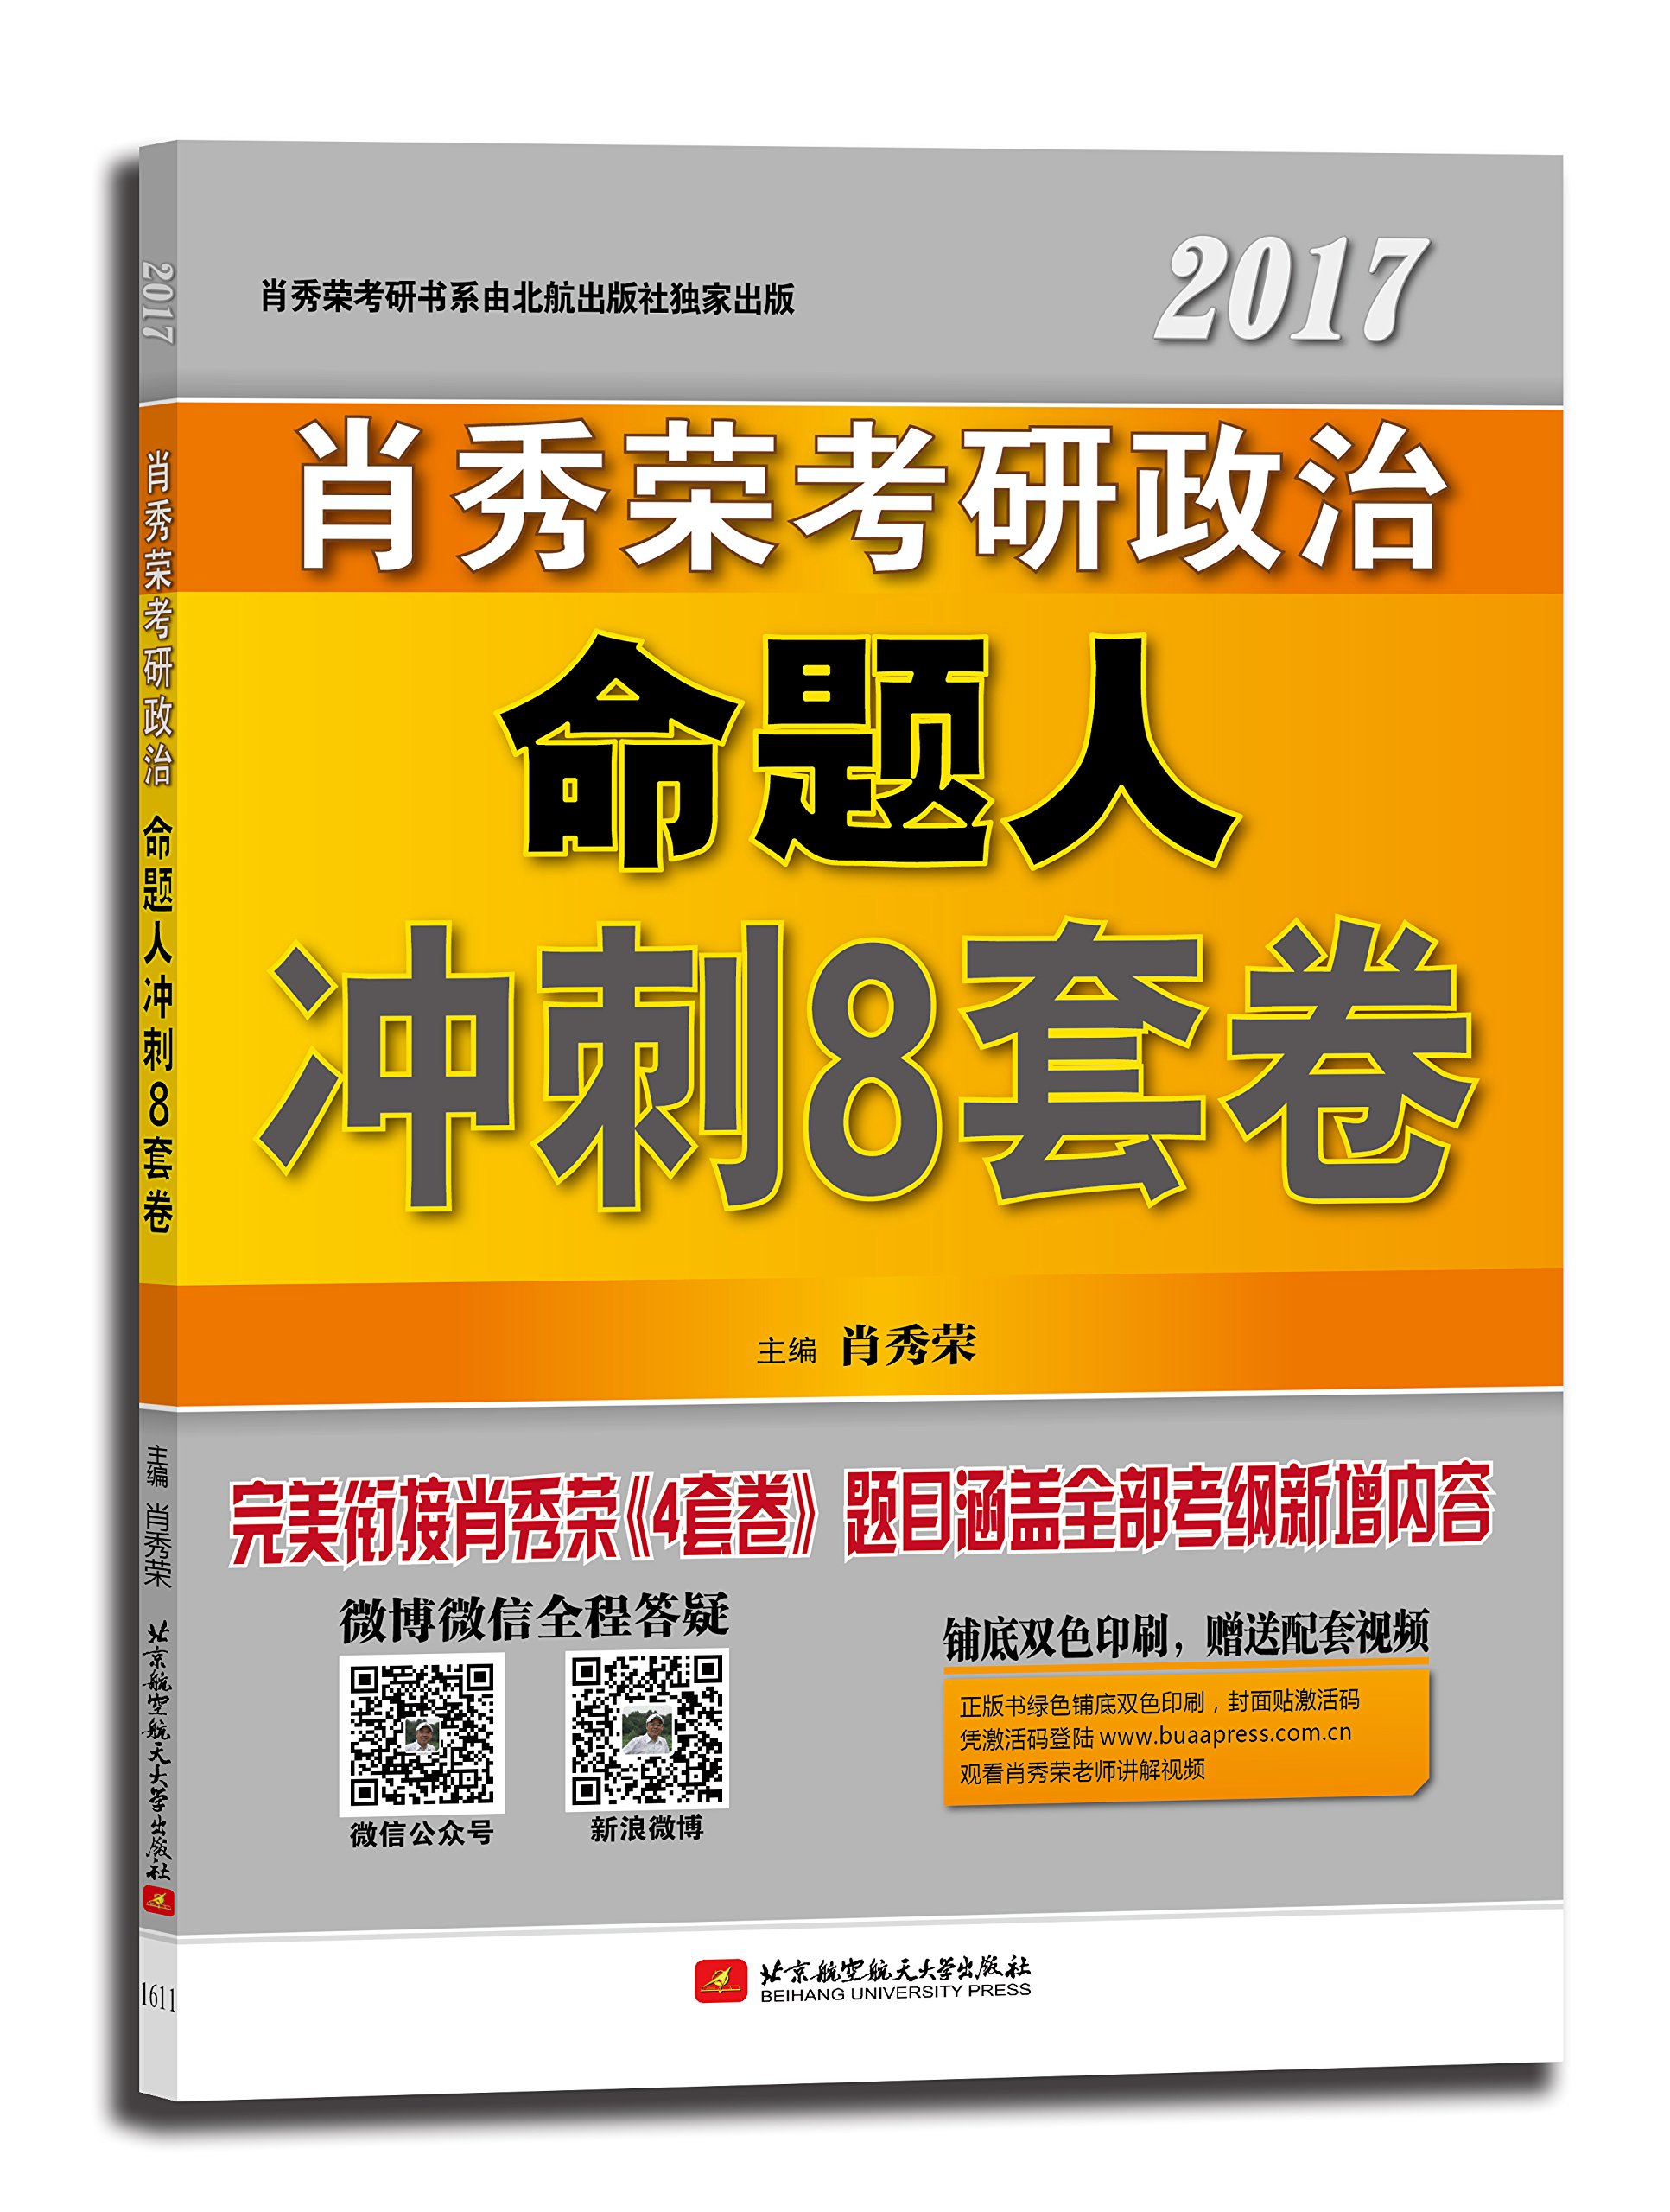 肖秀荣考研书系由北航出版社独家出版
2017
肖秀荣考研政治
命题人
冲刺8套卷
主编 肖秀荣
完美衔接肖秀荣《4套卷》 题目涵盖全部考纲新增内容
微博微信全程答疑
微信公众号
新浪微博
铺底双色印刷，赠送配套视频
正版书绿色铺底双色印刷，封面贴激活码
凭激活码登陆 www.buaapress.com.cn
观看肖秀荣老师讲解视频
北京航空航天大学出版社
BEIHANG UNIVERSITY PRESS
2017
肖秀荣考研政治
命题人冲刺8套卷
主编 肖秀荣
北京航空航天大学出版社
1611